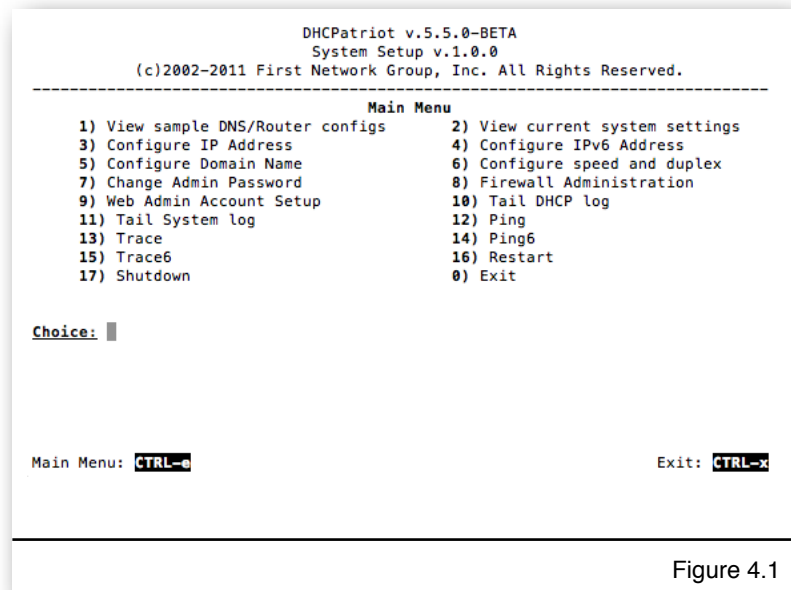 DHCPatriot v.5.5.0-BETA
System Setup v.1.0.0
(c)2002-2011 First Network Group, Inc. All Rights Reserved.
Main Menu
1) View sample DNS/Router configs 2) View current system settings
3) Configure IP Address 4) Configure IPv6 Address
5) Configure Domain Name 6) Configure speed and duplex
7) Change Admin Password 8) Firewall Administration
9) Web Admin Account Setup 10) Tail DHCP log
11) Tail System log 12) Ping
13) Trace 14) Ping6
15) Trace6 16) Restart
17) Shutdown 0) Exit
Choice:
Main Menu: CTRL-e Exit: CTRL-x
Figure 4.1